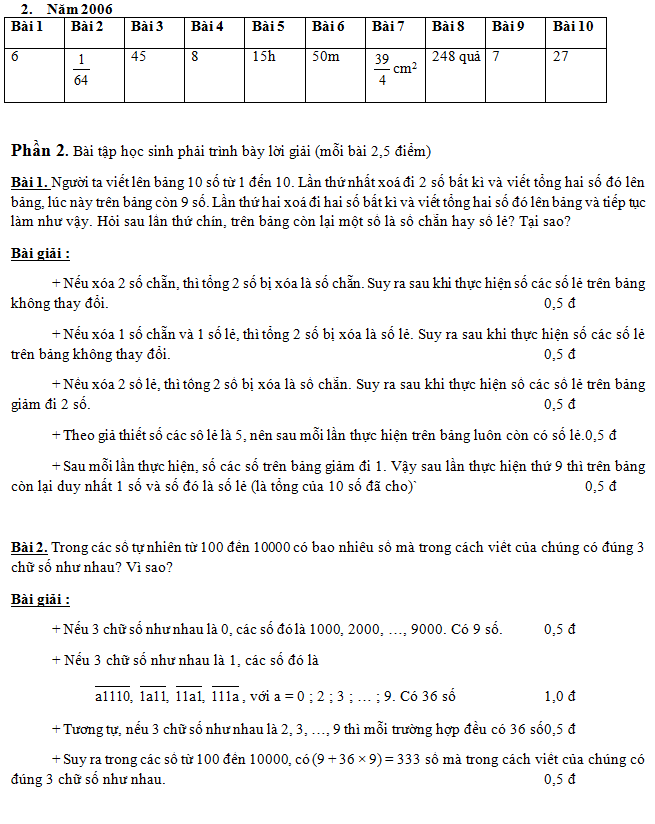 2. Năm 2006
Bài 1 Bài 2 Bài 3 Bài 4 Bài 5 Bài 6 Bài 7 Bài 8 Bài 9 Bài 10
6 1/64 45 8 15h 50m 39/4 cm² 248 quả 7 27
Phần 2. Bài tập học sinh phải trình bày lời giải (mỗi bài 2,5 điểm)
Bài 1. Người ta viết lên bảng 10 số từ 1 đến 10. Lần thứ nhất xoá đi 2 số bất kì và viết tổng hai số đó lên
bảng, lúc này trên bảng còn 9 số. Lần thứ hai xoá đi hai số bất kì và viết tổng hai số đó lên bảng và tiếp tục
làm như vậy. Hỏi sau lần thứ chín, trên bảng còn lại một số là số chẵn hay số lẻ? Tại sao?
Bài giải :
+ Nếu xóa 2 số chẵn, thì tổng 2 số bị xóa là số chẵn. Suy ra sau khi thực hiện số các số lẻ trên bảng
không thay đổi. 0,5 đ
+ Nếu xóa 1 số chẵn và 1 số lẻ, thì tổng 2 số bị xóa là số lẻ. Suy ra sau khi thực hiện số các số lẻ
trên bảng không thay đổi. 0,5 đ
+ Nếu xóa 2 số lẻ, thì tổng 2 số bị xóa là số chẵn. Suy ra sau khi thực hiện số các số lẻ trên bảng
giảm đi 2 số. 0,5 đ
+ Theo giả thiết số các số lẻ là 5, nên sau mỗi lần thực hiện trên bảng luôn còn có số lẻ.0,5 đ
+ Sau mỗi lần thực hiện, số các số trên bảng giảm đi 1. Vậy sau lần thực hiện thứ 9 thì trên bảng
còn lại duy nhất 1 số và số đó là số lẻ (là tổng của 10 số đã cho)` 0,5 đ
Bài 2. Trong các số tự nhiên từ 100 đến 10000 có bao nhiêu số mà trong cách viết của chúng có đúng 3
chữ số như nhau? Vì sao?
Bài giải :
+ Nếu 3 chữ số như nhau là 0, các số đó là 1000, 2000, …, 9000. Có 9 số. 0,5 đ
+ Nếu 3 chữ số như nhau là 1, các số đó là
a1110, 1a11, 11a1, 111a , với a = 0 ; 2 ; 3 ; … ; 9. Có 36 số 1,0 đ
+ Tương tự, nếu 3 chữ số như nhau là 2, 3, …, 9 thì mỗi trường hợp đều có 36 số0,5 đ
+ Suy ra trong các số từ 100 đến 10000, có (9 + 36 × 9) = 333 số mà trong cách viết của chúng có
đúng 3 chữ số như nhau. 0,5 đ